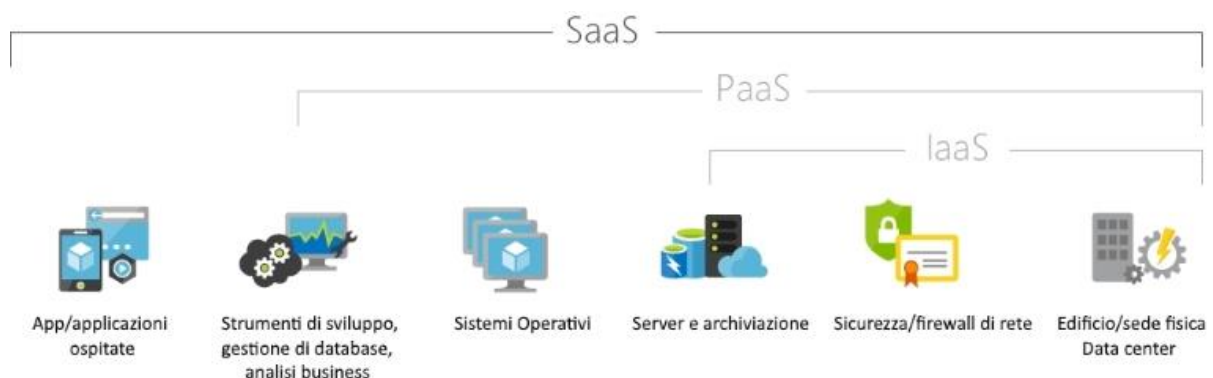 SaaS
PaaS
IaaS
App/applicazioni
ospitate
Strumenti di sviluppo,
gestione di database,
analisi business
Sistemi Operativi
Server e archiviazione
Sicurezza/firewall di rete
Edificio/sede fisica
Data center